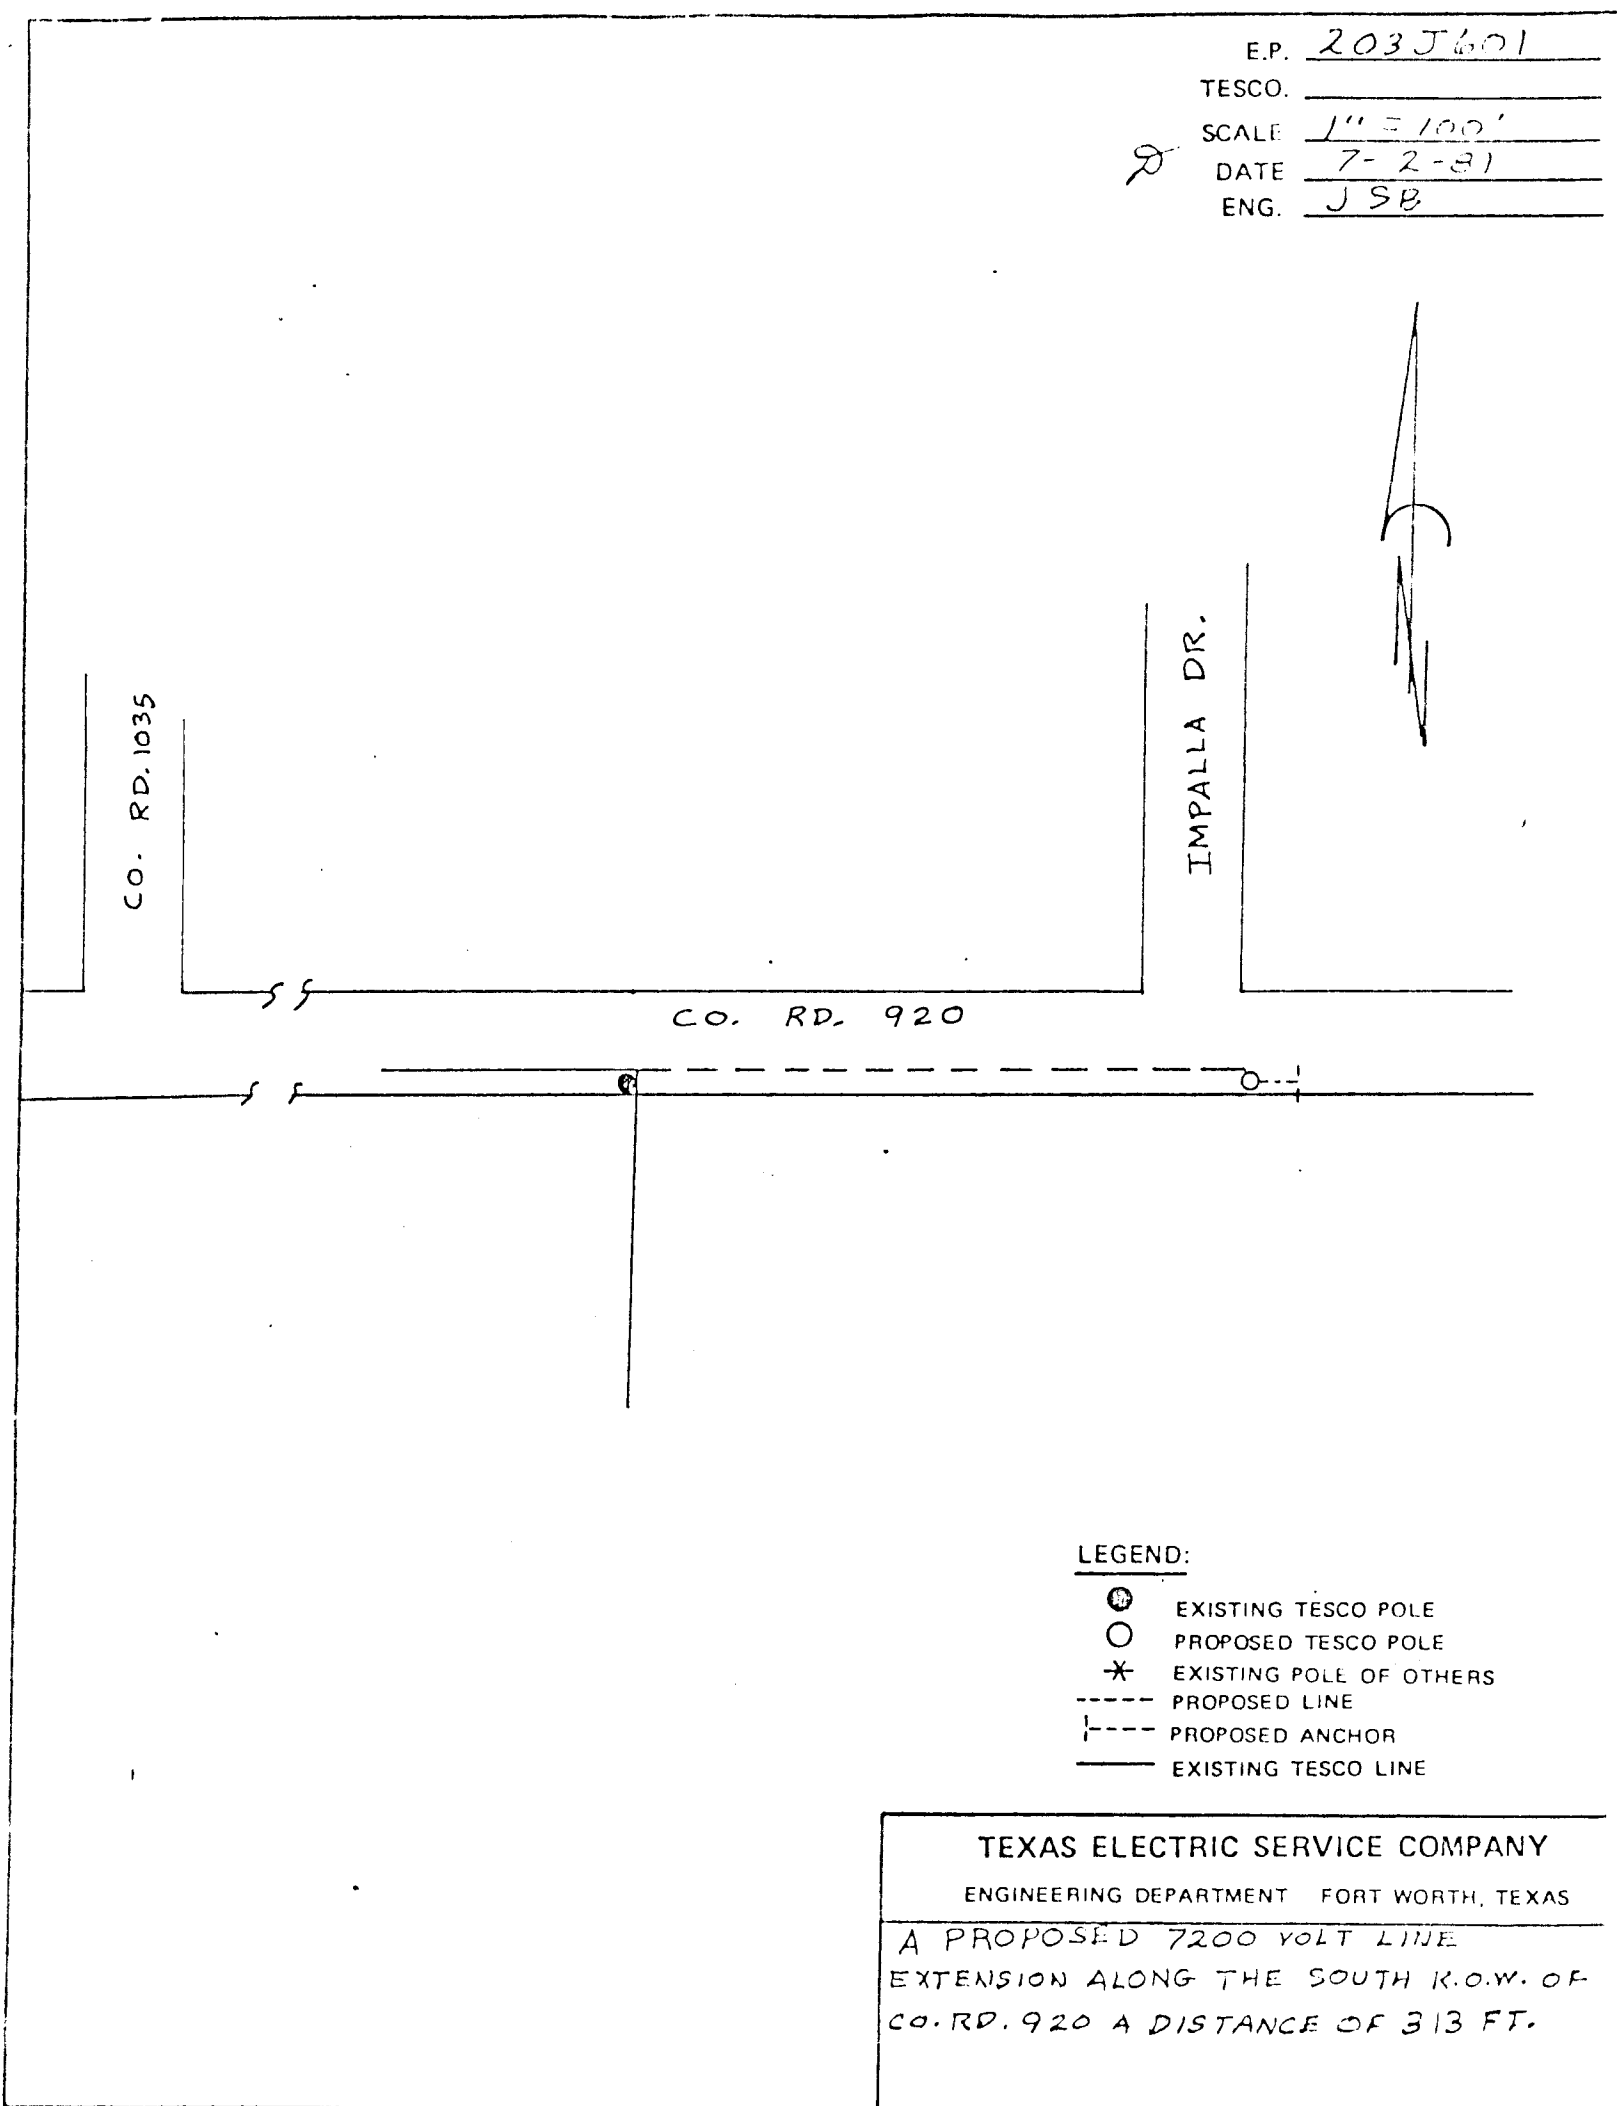 E.P. 203J601
TESCO.
SCALE 1" = 100'
DATE 7-2-81
ENG. JSB
N
CO. RD. 1035
IMPALLA DR.
CO. RD. 920
LEGEND:
EXISTING TESCO POLE
PROPOSED TESCO POLE
EXISTING POLE OF OTHERS
PROPOSED LINE
PROPOSED ANCHOR
EXISTING TESCO LINE
TEXAS ELECTRIC SERVICE COMPANY
ENGINEERING DEPARTMENT FORT WORTH, TEXAS
A PROPOSED 7200 VOLT LINE
EXTENSION ALONG THE SOUTH R.O.W. OF
CO. RD. 920 A DISTANCE OF 313 FT.